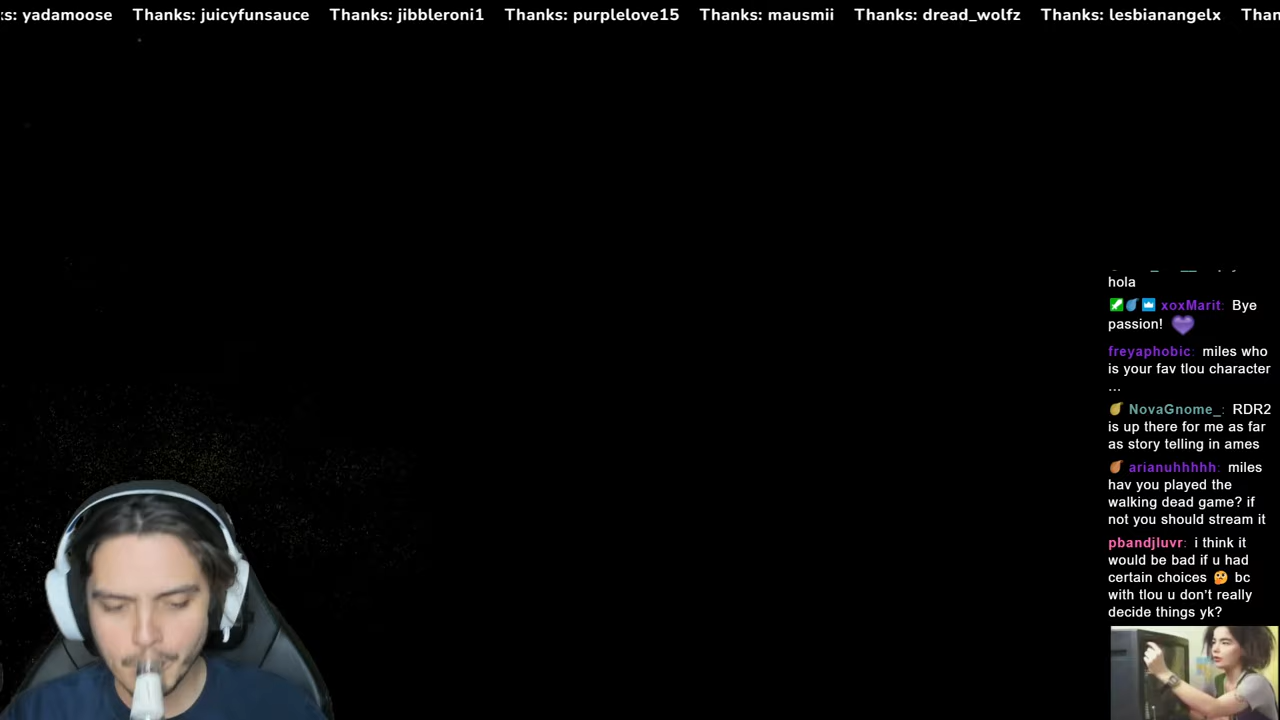 s: yadamoose Thanks: juicyfunsauce Thanks: jibbleroni1 Thanks: purplelove15 Thanks: mausmii Thanks: dread_wolfz Thanks: lesbianangelx Than
hola
xoxMarit: Bye
passion!
freyaphobic: miles who
is your fav tlou character
...
NovaGnome_: RDR2
is up there for me as far
as story telling in ames
arianuhhhhh: miles
hav you played the
walking dead game? if
not you should stream it
pbandjluvr: i think it
would be bad if u had
certain choices 🤔 bc
with tlou u don't really
decide things yk?